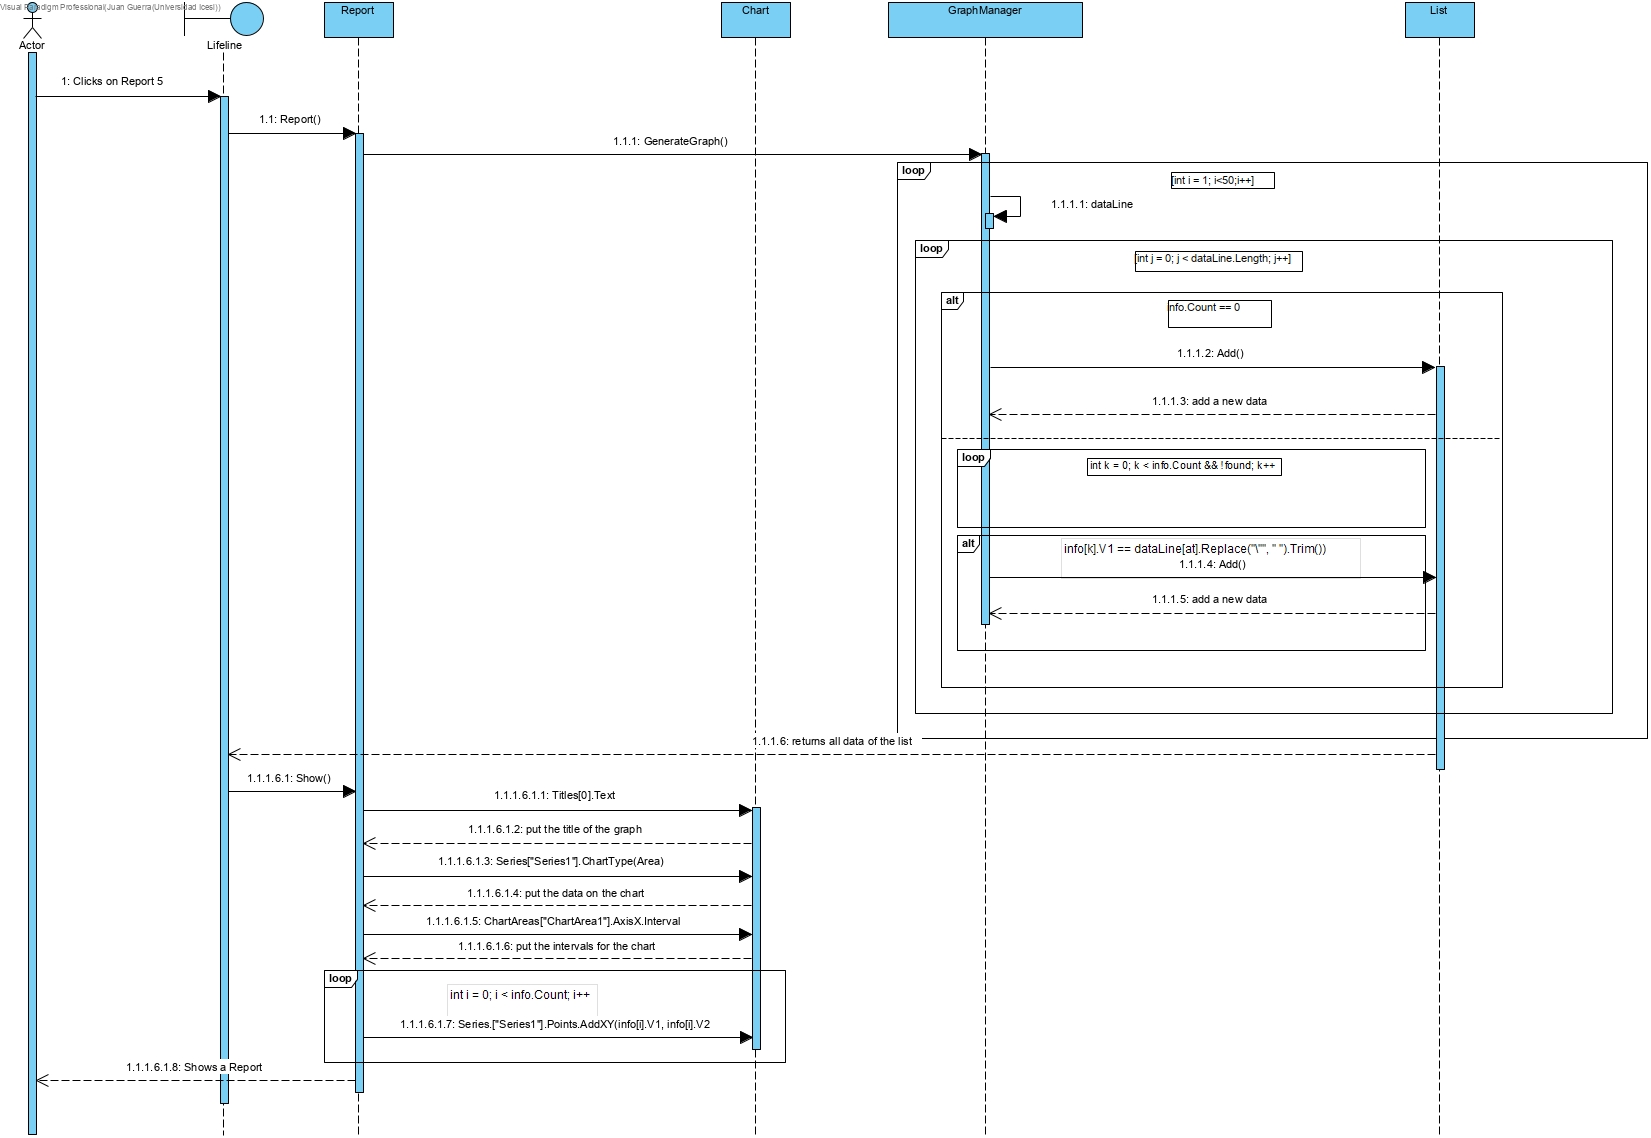 Visual Paradigm Professional(Juan Guerra(Universidad Icesi))
Report
Chart
GraphManager
List
Actor
Lifeline
1: Clicks on Report 5
1.1: Report()
1.1.1: GenerateGraph()
loop
[int i = 1; i<50;i++]
1.1.1.1: dataLine
loop
[int j = 0; j < dataLine.Length; j++]
alt
info.Count == 0
1.1.1.2: Add()
1.1.1.3: add a new data
loop
int k = 0; k < info.Count && !found; k++
alt
info[k].V1 == dataLine[at].Replace("\"", " ").Trim())
1.1.1.4: Add()
1.1.1.5: add a new data
1.1.1.6: returns all data of the list
1.1.1.6.1: Show()
1.1.1.6.1.1: Titles[0].Text
1.1.1.6.1.2: put the title of the graph
1.1.1.6.1.3: Series["Series1"].ChartType(Area)
1.1.1.6.1.4: put the data on the chart
1.1.1.6.1.5: ChartAreas["ChartArea1"].AxisX.Interval
1.1.1.6.1.6: put the intervals for the chart
loop
int i = 0; i < info.Count; i++
1.1.1.6.1.7: Series.["Series1"].Points.AddXY(info[i].V1, info[i].V2
1.1.1.6.1.8: Shows a Report